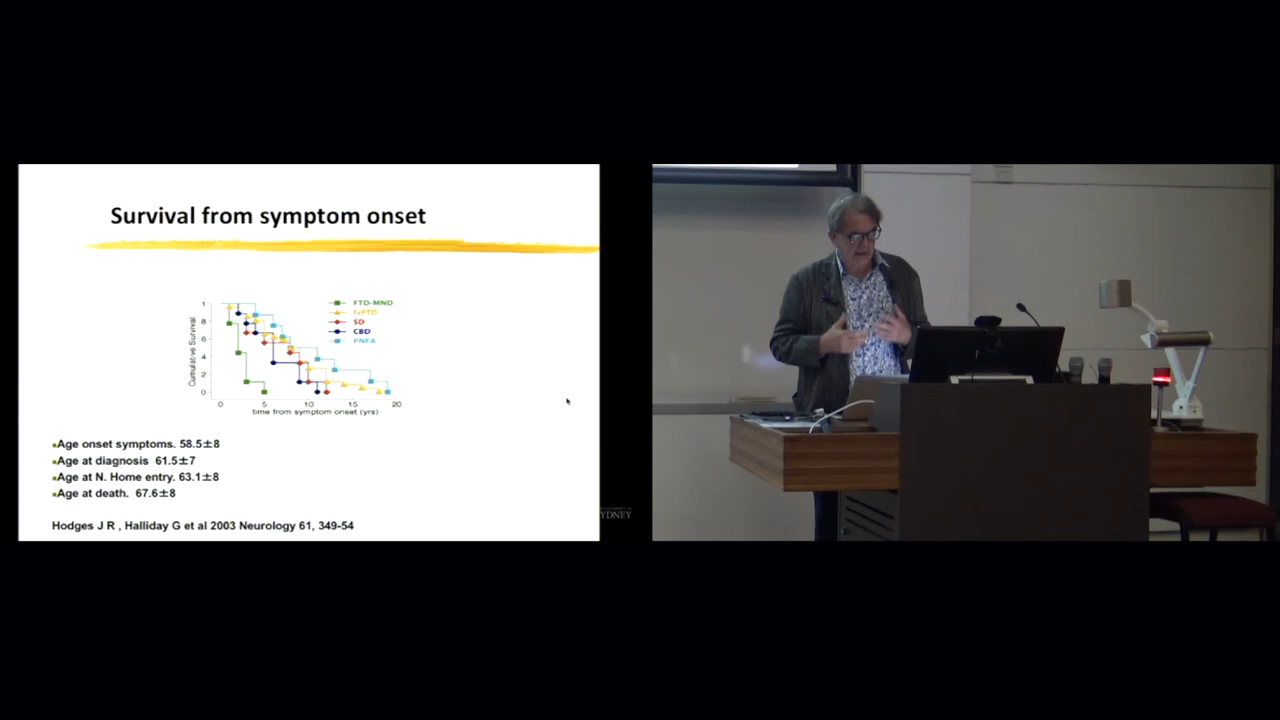 Survival from symptom onset
Cumulative Survival
1
.8
.6
.4
.2
0
0 5 10 15 20
time from symptom onset (yrs)
FTD-MND
SD
CBD
PNFA
Age onset symptoms. 58.5±8
Age at diagnosis 61.5±7
Age at N. Home entry. 63.1±8
Age at death. 67.6±8
Hodges J R , Halliday G et al 2003 Neurology 61, 349-54
YDNEY